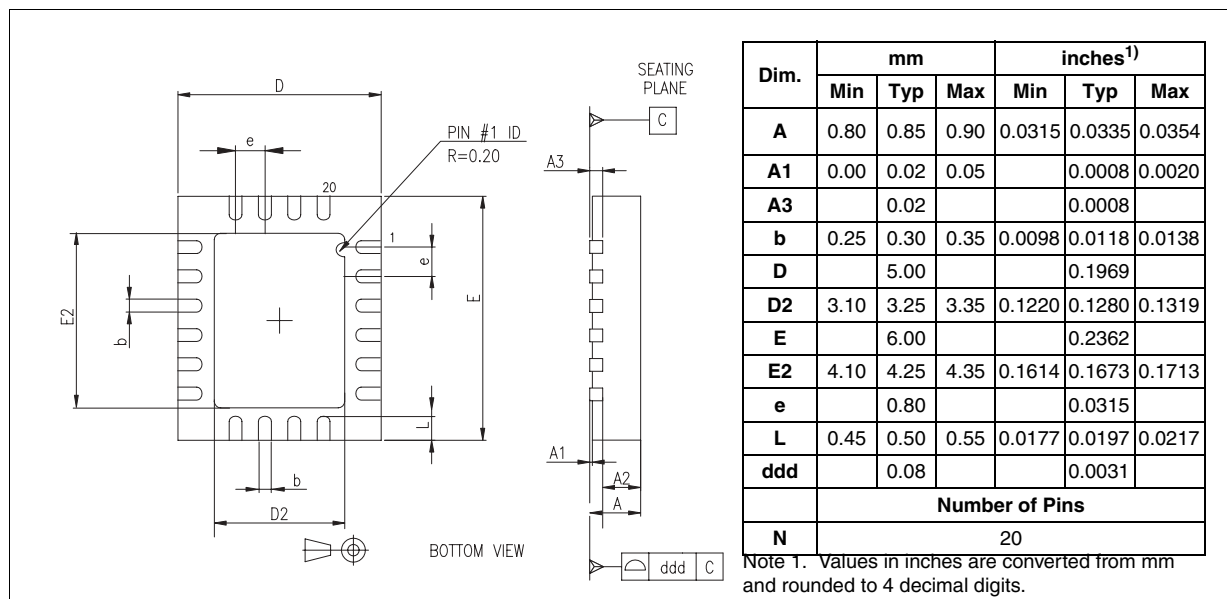 D
e
PIN #1 ID
R=0.20
20
1
e
E2
b
E
L
b
D2
BOTTOM VIEW
SEATING
PLANE
C
A3
A1
A2
A
ddd C
Dim. mm inches1)
Min Typ Max Min Typ Max
A 0.80 0.85 0.90 0.0315 0.0335 0.0354
A1 0.00 0.02 0.05 0.0008 0.0020
A3 0.02 0.0008
b 0.25 0.30 0.35 0.0098 0.0118 0.0138
D 5.00 0.1969
D2 3.10 3.25 3.35 0.1220 0.1280 0.1319
E 6.00 0.2362
E2 4.10 4.25 4.35 0.1614 0.1673 0.1713
e 0.80 0.0315
L 0.45 0.50 0.55 0.0177 0.0197 0.0217
ddd 0.08 0.0031
Number of Pins
N 20
Note 1. Values in inches are converted from mm
and rounded to 4 decimal digits.